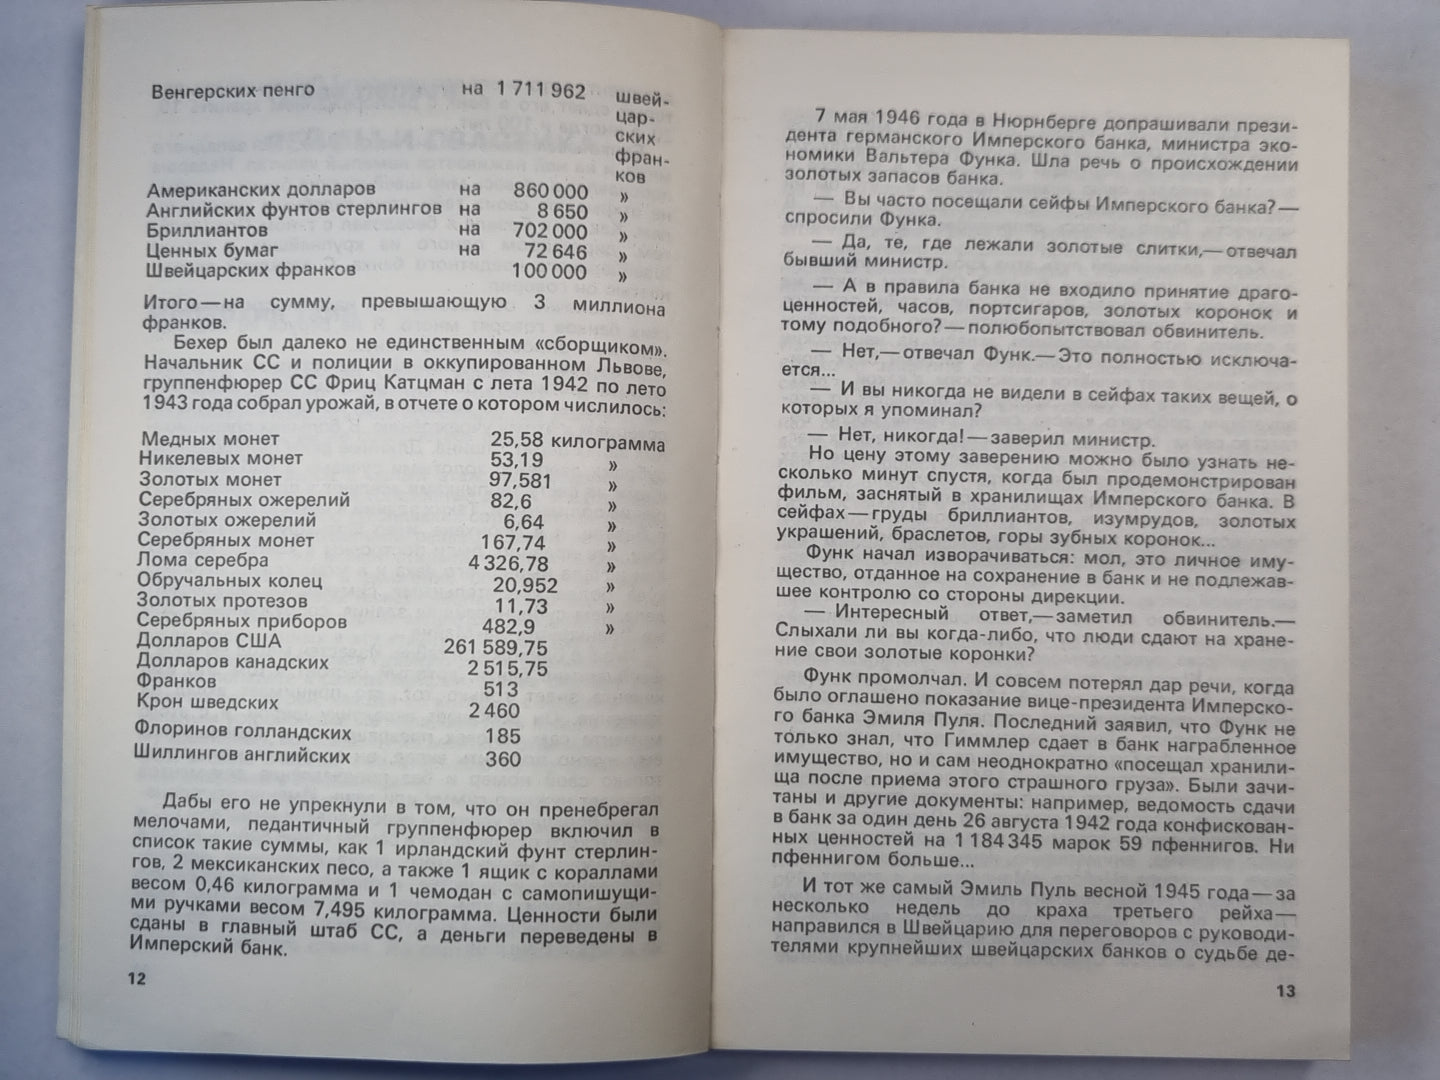 Венгерских пенго на 1 711 962 швей-
цар-
ских
фран-
ков
Американских долларов на 860 000 »
Английских фунтов стерлингов на 8 650 »
Бриллиантов на 702 000 »
Ценных бумаг на 72 646 »
Швейцарских франков 100 000 »
Итого—на сумму, превышающую 3 миллиона
франков.
Бехер был далеко не единственным «сборщиком».
Начальник СС и полиции в оккупированном Львове,
группенфюрер СС Фриц Катцман с лета 1942 по лето
1943 года собрал урожай, в отчете о котором числилось:
Медных монет 25,58 килограмма
Никелевых монет 53,19 »
Золотых монет 97,581 »
Серебряных ожерелий 82,6 »
Золотых ожерелий 6,64 »
Серебряных монет 167,74 »
Лома серебра 4 326,78 »
Обручальных колец 20,952 »
Золотых протезов 11,73 »
Серебряных приборов 482,9 »
Долларов США 261 589,75
Долларов канадских 2 515,75
Франков 513
Крон шведских 2 460
Флоринов голландских 185
Шиллингов английских 360
Дабы его не упрекнули в том, что он пренебрегал
мелочами, педантичный группенфюрер включил в
список такие суммы, как 1 ирландский фунт стерлин-
гов, 2 мексиканских песо, а также 1 ящик с кораллами
весом 0,46 килограмма и 1 чемодан с самопишущи-
ми ручками весом 7,495 килограмма. Ценности были
сданы в главный штаб СС, а деньги переведены в
Имперский банк.
12
7 мая 1946 года в Нюрнберге допрашивали прези-
дента германского Имперского банка, министра эко-
номики Вальтера Функа. Шла речь о происхождении
золотых запасов банка.
— Вы часто посещали сейфы Имперского банка?—
спросили Функа.
— Да, те, где лежали золотые слитки,— отвечал
бывший министр.
— А в правила банка не входило принятие драго-
ценностей, часов, портсигаров, золотых коронок и
тому подобного?—полюбопытствовал обвинитель.
— Нет,—отвечал Функ.—Это полностью исключа-
ется...
— И вы никогда не видели в сейфах таких вещей, о
которых я упоминал?
— Нет, никогда!—заверил министр.
Но цену этому заверению можно было узнать не-
сколько минут спустя, когда был продемонстрирован
фильм, заснятый в хранилищах Имперского банка. В
сейфах—груды бриллиантов, изумрудов, золотых
украшений, браслетов, горы зубных коронок...
Функ начал изворачиваться: мол, это личное иму-
щество, отданное на сохранение в банк и не подлежав-
шее контролю со стороны дирекции.
— Интересный ответ,—заметил обвинитель.—
Слыхали ли вы когда-либо, что люди сдают на хране-
ние свои золотые коронки?
Функ промолчал. И совсем потерял дар речи, когда
было оглашено показание вице-президента Имперско-
го банка Эмиля Пуля. Последний заявил, что Функ не
только знал, что Гиммлер сдает в банк награбленное
имущество, но и сам неоднократно «посещал хранили-
ща после приема этого страшного груза». Были зачи-
таны и другие документы: например, ведомость сдачи
в банк за один день 26 августа 1942 года конфискован-
ных ценностей на 1 184 345 марок 59 пфеннигов. Ни
пфеннигом больше...
И тот же самый Эмиль Пуль весной 1945 года—за
несколько недель до краха третьего рейха—
направился в Швейцарию для переговоров с руководи-
телями крупнейших швейцарских банков о судьбе де-
13